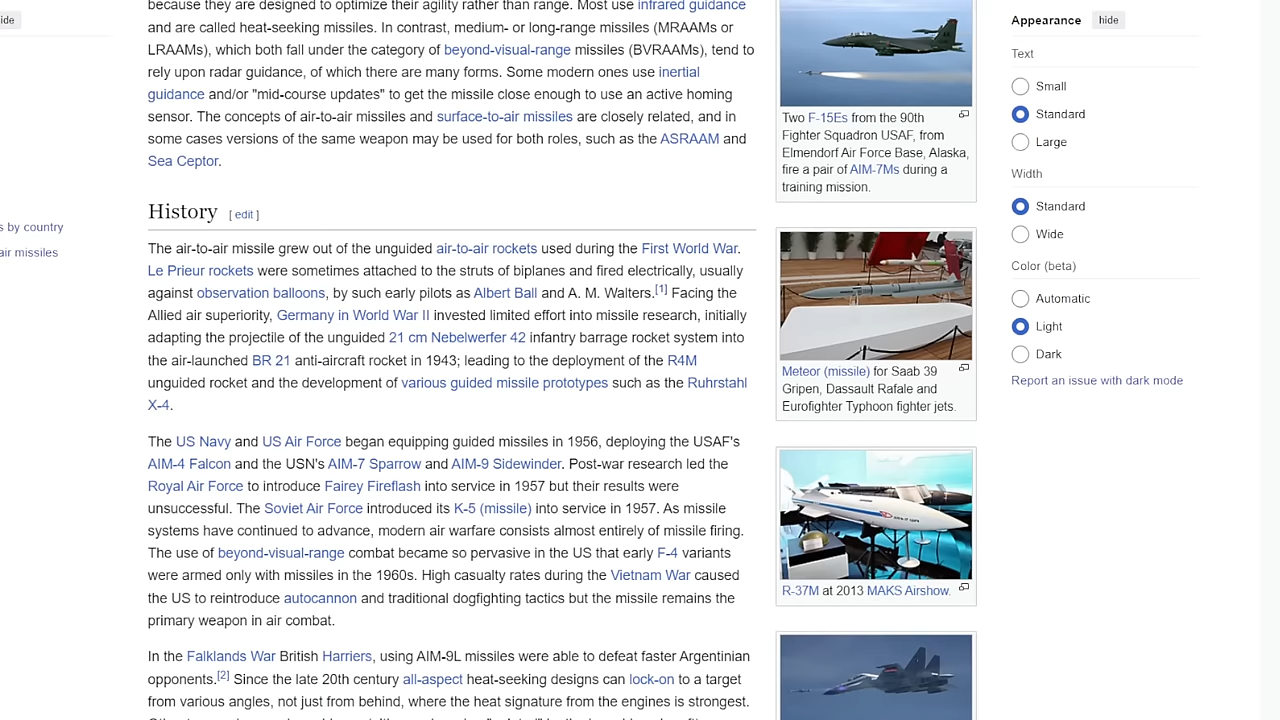 ide
s by country
air missiles
because they are designed to optimize their agility rather than range. Most use infrared guidance
and are called heat-seeking missiles. In contrast, medium- or long-range missiles (MRAAMs or
LRAAMs), which both fall under the category of beyond-visual-range missiles (BVRAAMs), tend to
rely upon radar guidance, of which there are many forms. Some modern ones use inertial
guidance and/or "mid-course updates" to get the missile close enough to use an active homing
sensor. The concepts of air-to-air missiles and surface-to-air missiles are closely related, and in
some cases versions of the same weapon may be used for both roles, such as the ASRAAM and
Sea Ceptor.
History [ edit ]
The air-to-air missile grew out of the unguided air-to-air rockets used during the First World War.
Le Prieur rockets were sometimes attached to the struts of biplanes and fired electrically, usually
against observation balloons, by such early pilots as Albert Ball and A. M. Walters.[1] Facing the
Allied air superiority, Germany in World War II invested limited effort into missile research, initially
adapting the projectile of the unguided 21 cm Nebelwerfer 42 infantry barrage rocket system into
the air-launched BR 21 anti-aircraft rocket in 1943; leading to the deployment of the R4M
unguided rocket and the development of various guided missile prototypes such as the Ruhrstahl
X-4.
The US Navy and US Air Force began equipping guided missiles in 1956, deploying the USAF's
AIM-4 Falcon and the USN's AIM-7 Sparrow and AIM-9 Sidewinder. Post-war research led the
Royal Air Force to introduce Fairey Fireflash into service in 1957 but their results were
unsuccessful. The Soviet Air Force introduced its K-5 (missile) into service in 1957. As missile
systems have continued to advance, modern air warfare consists almost entirely of missile firing.
The use of beyond-visual-range combat became so pervasive in the US that early F-4 variants
were armed only with missiles in the 1960s. High casualty rates during the Vietnam War caused
the US to reintroduce autocannon and traditional dogfighting tactics but the missile remains the
primary weapon in air combat.
In the Falklands War British Harriers, using AIM-9L missiles were able to defeat faster Argentinian
opponents.[2] Since the late 20th century all-aspect heat-seeking designs can lock-on to a target
from various angles, not just from behind, where the heat signature from the engines is strongest.
Two F-15Es from the 90th
Fighter Squadron USAF, from
Elmendorf Air Force Base, Alaska,
fire a pair of AIM-7Ms during a
training mission.
Meteor (missile) for Saab 39
Gripen, Dassault Rafale and
Eurofighter Typhoon fighter jets.
R-37M at 2013 MAKS Airshow.
Appearance hide
Text
Small
Standard
Large
Width
Standard
Wide
Color (beta)
Automatic
Light
Dark
Report an issue with dark mode